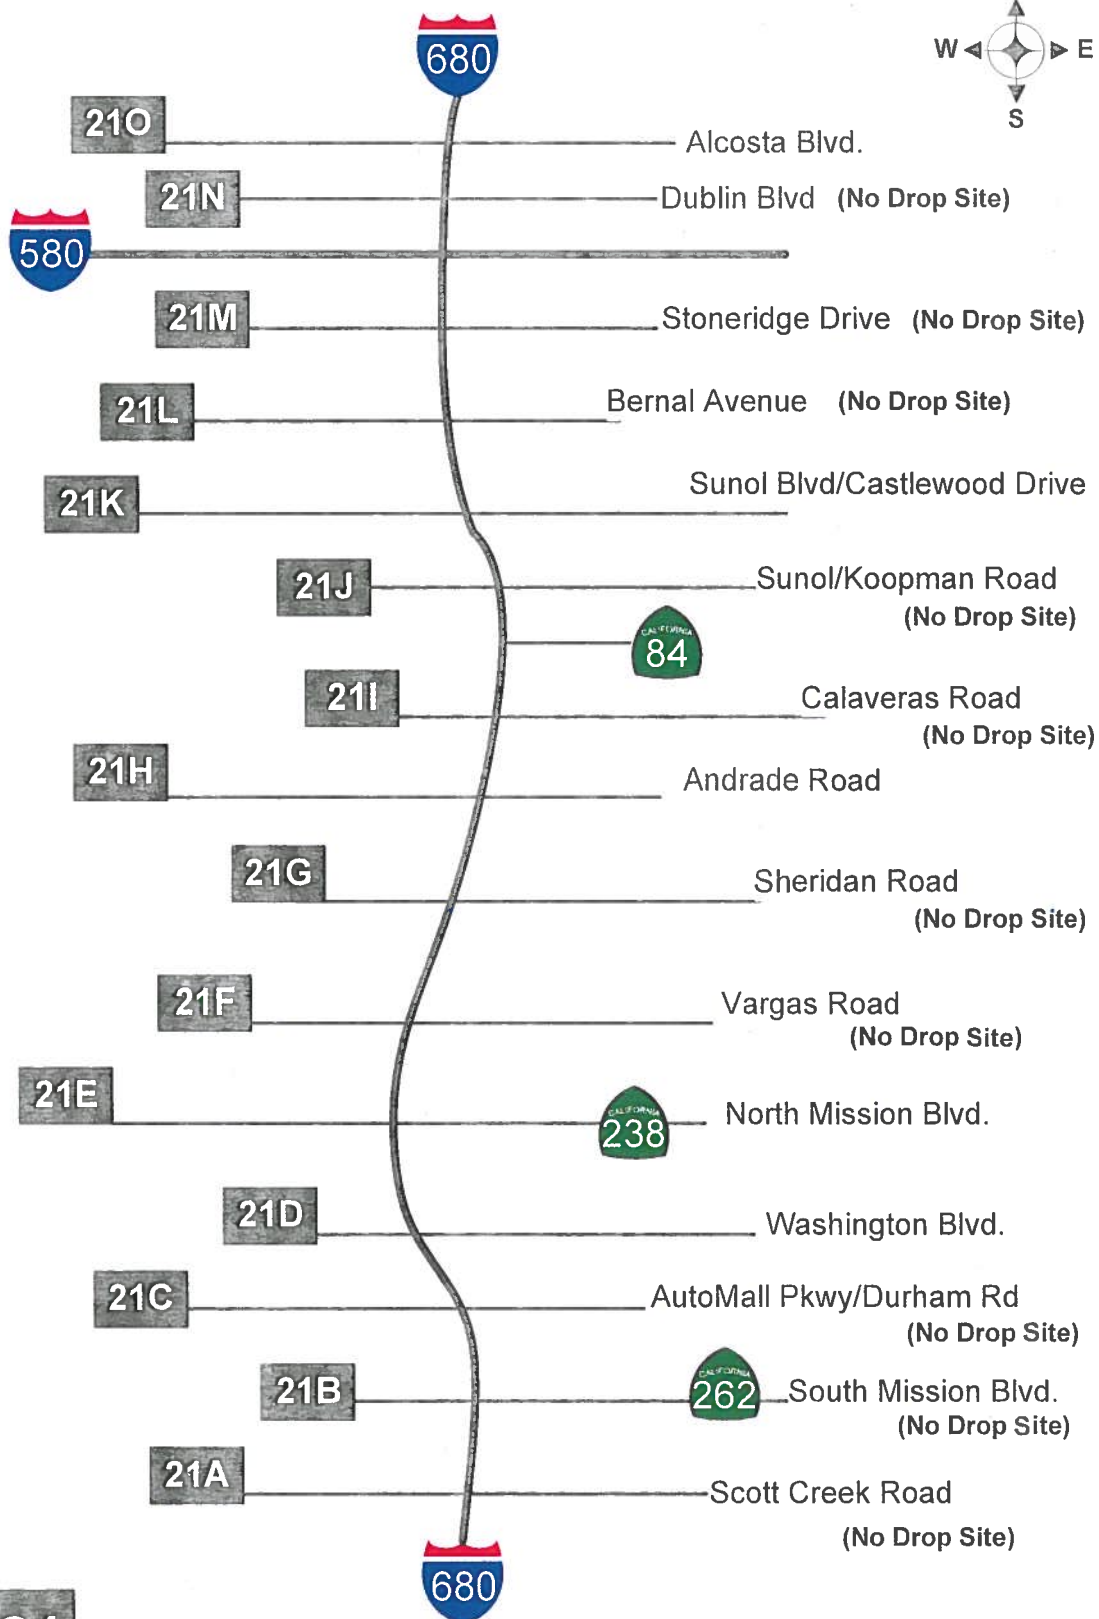 680
W E
S
21O
Alcosta Blvd.
21N
Dublin Blvd (No Drop Site)
580
21M
Stoneridge Drive (No Drop Site)
21L
Bernal Avenue (No Drop Site)
21K
Sunol Blvd/Castlewood Drive
21J
Sunol/Koopman Road
(No Drop Site)
CALIFORNIA
84
21I
Calaveras Road
(No Drop Site)
21H
Andrade Road
21G
Sheridan Road
(No Drop Site)
21F
Vargas Road
(No Drop Site)
21E
CALIFORNIA
238
North Mission Blvd.
21D
Washington Blvd.
21C
AutoMall Pkwy/Durham Rd
(No Drop Site)
21B
CALIFORNIA
262
South Mission Blvd.
(No Drop Site)
21A
Scott Creek Road
(No Drop Site)
680